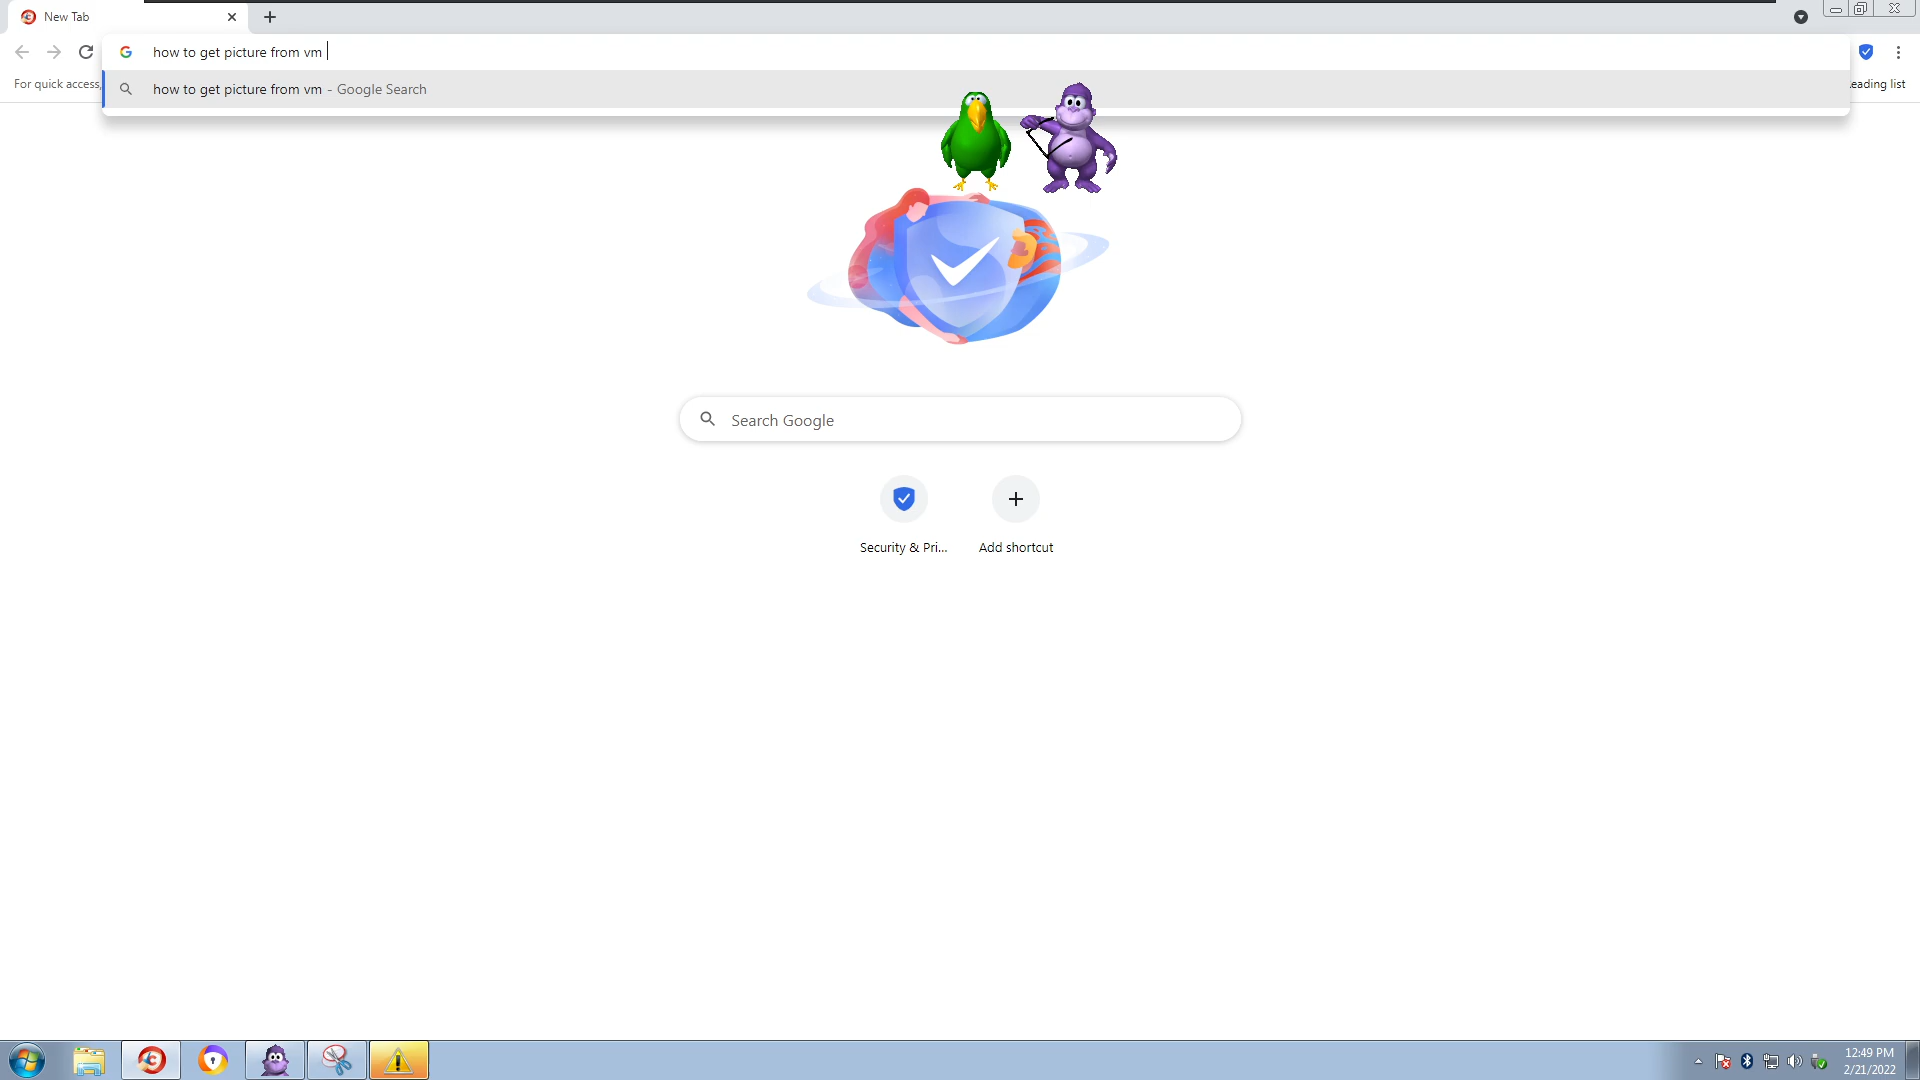 New Tab
how to get picture from vm
For quick access,
how to get picture from vm - Google Search
eading list
Search Google
Security & Pri...
Add shortcut
12:49 PM
2/21/2022